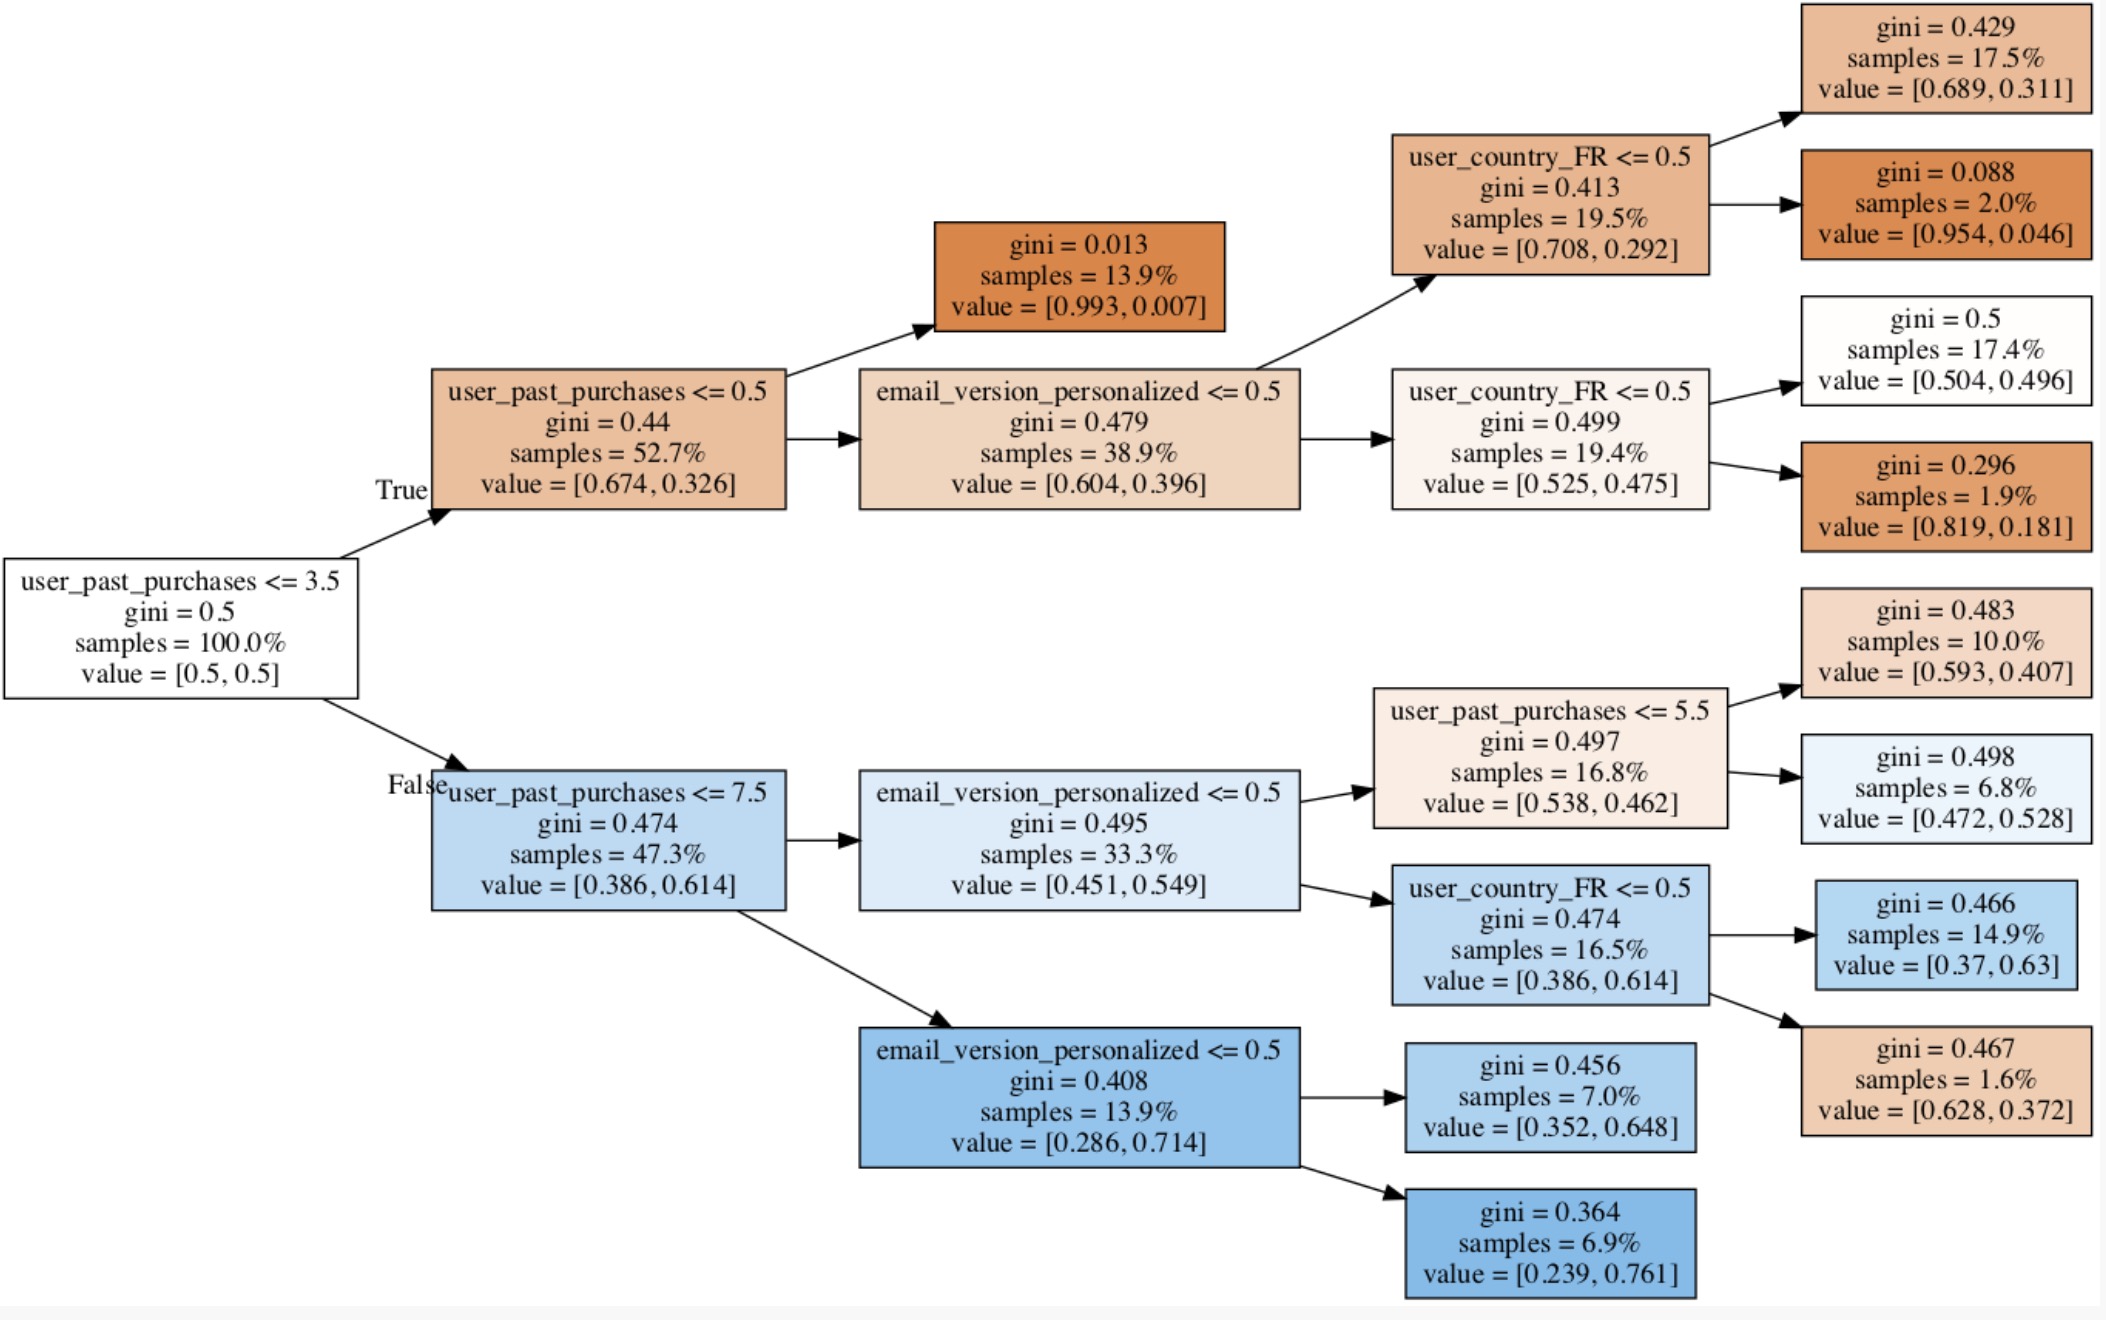 user_past_purchases <= 3.5
gini = 0.5
samples = 100.0%
value = [0.5, 0.5]
True
False
user_past_purchases <= 0.5
gini = 0.44
samples = 52.7%
value = [0.674, 0.326]
user_past_purchases <= 7.5
gini = 0.474
samples = 47.3%
value = [0.386, 0.614]
gini = 0.013
samples = 13.9%
value = [0.993, 0.007]
email_version_personalized <= 0.5
gini = 0.479
samples = 38.9%
value = [0.604, 0.396]
email_version_personalized <= 0.5
gini = 0.495
samples = 33.3%
value = [0.451, 0.549]
email_version_personalized <= 0.5
gini = 0.408
samples = 13.9%
value = [0.286, 0.714]
user_country_FR <= 0.5
gini = 0.413
samples = 19.5%
value = [0.708, 0.292]
user_country_FR <= 0.5
gini = 0.499
samples = 19.4%
value = [0.525, 0.475]
user_past_purchases <= 5.5
gini = 0.497
samples = 16.8%
value = [0.538, 0.462]
user_country_FR <= 0.5
gini = 0.474
samples = 16.5%
value = [0.386, 0.614]
gini = 0.456
samples = 7.0%
value = [0.352, 0.648]
gini = 0.364
samples = 6.9%
value = [0.239, 0.761]
gini = 0.429
samples = 17.5%
value = [0.689, 0.311]
gini = 0.088
samples = 2.0%
value = [0.954, 0.046]
gini = 0.5
samples = 17.4%
value = [0.504, 0.496]
gini = 0.296
samples = 1.9%
value = [0.819, 0.181]
gini = 0.483
samples = 10.0%
value = [0.593, 0.407]
gini = 0.498
samples = 6.8%
value = [0.472, 0.528]
gini = 0.466
samples = 14.9%
value = [0.37, 0.63]
gini = 0.467
samples = 1.6%
value = [0.628, 0.372]